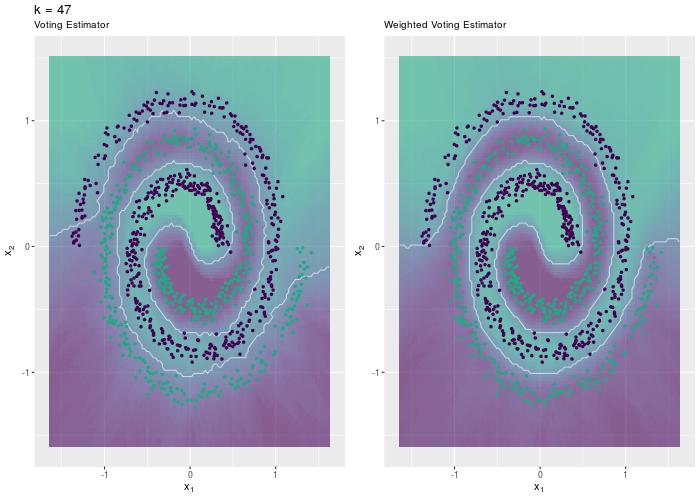 k = 47
Voting Estimator
Weighted Voting Estimator
1
0
-1
x2
-1
0
1
x1
1
0
-1
x2
-1
0
1
x1